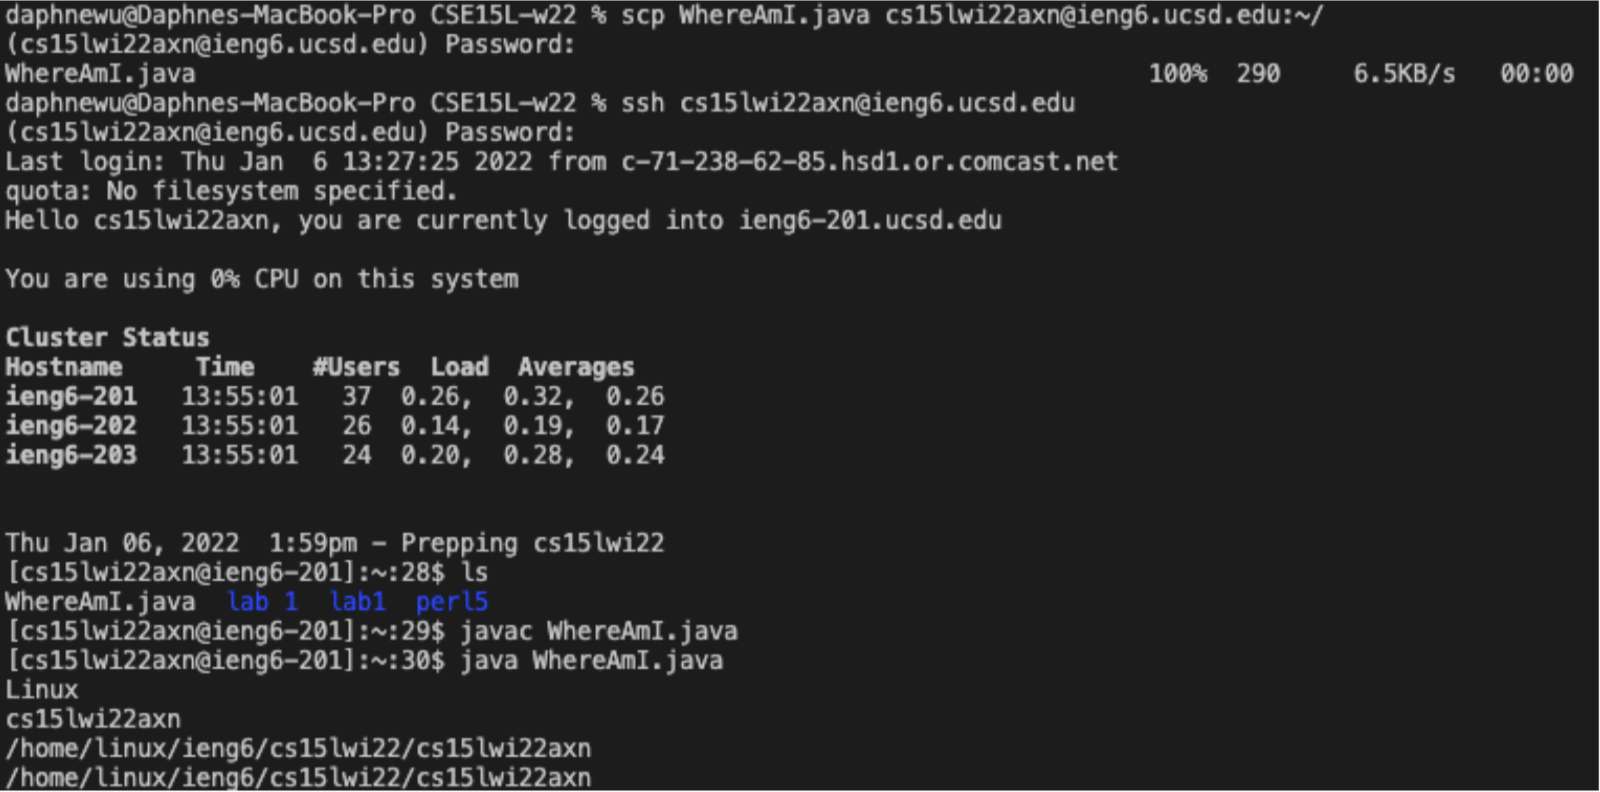 daphnewu@Daphnes-MacBook-Pro CSE15L-w22 % scp WhereAmI.java cs15lwi22axn@ieng6.ucsd.edu:~/
(cs15lwi22axn@ieng6.ucsd.edu) Password:
WhereAmI.java 100% 290 6.5KB/s 00:00
daphnewu@Daphnes-MacBook-Pro CSE15L-w22 % ssh cs15lwi22axn@ieng6.ucsd.edu
(cs15lwi22axn@ieng6.ucsd.edu) Password:
Last login: Thu Jan  6 13:27:25 2022 from c-71-238-62-85.hsd1.or.comcast.net
quota: No filesystem specified.
Hello cs15lwi22axn, you are currently logged into ieng6-201.ucsd.edu
You are using 0% CPU on this system
Cluster Status
Hostname     Time    #Users  Load  Averages
ieng6-201   13:55:01   37  0.26,  0.32,  0.26
ieng6-202   13:55:01   26  0.14,  0.19,  0.17
ieng6-203   13:55:01   24  0.20,  0.28,  0.24
Thu Jan 06, 2022  1:59pm - Prepping cs15lwi22
[cs15lwi22axn@ieng6-201]:~:28$ ls
WhereAmI.java  lab 1  lab1  perl5
[cs15lwi22axn@ieng6-201]:~:29$ javac WhereAmI.java
[cs15lwi22axn@ieng6-201]:~:30$ java WhereAmI.java
Linux
cs15lwi22axn
/home/linux/ieng6/cs15lwi22/cs15lwi22axn
/home/linux/ieng6/cs15lwi22/cs15lwi22axn